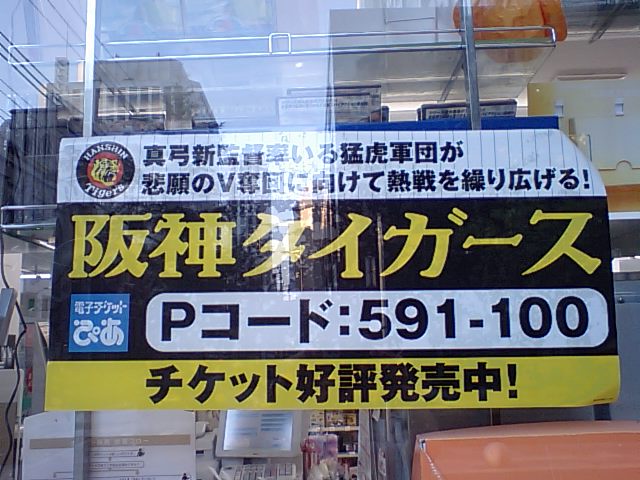 HANSHIN
Tigers
真弓新監督率いる猛虎軍団が
悲願のV奪回に向けて熱戦を繰り広げる!
阪神タイガース
電子チケット
ぴあ
Pコード:591-100
チケット好評発売中!